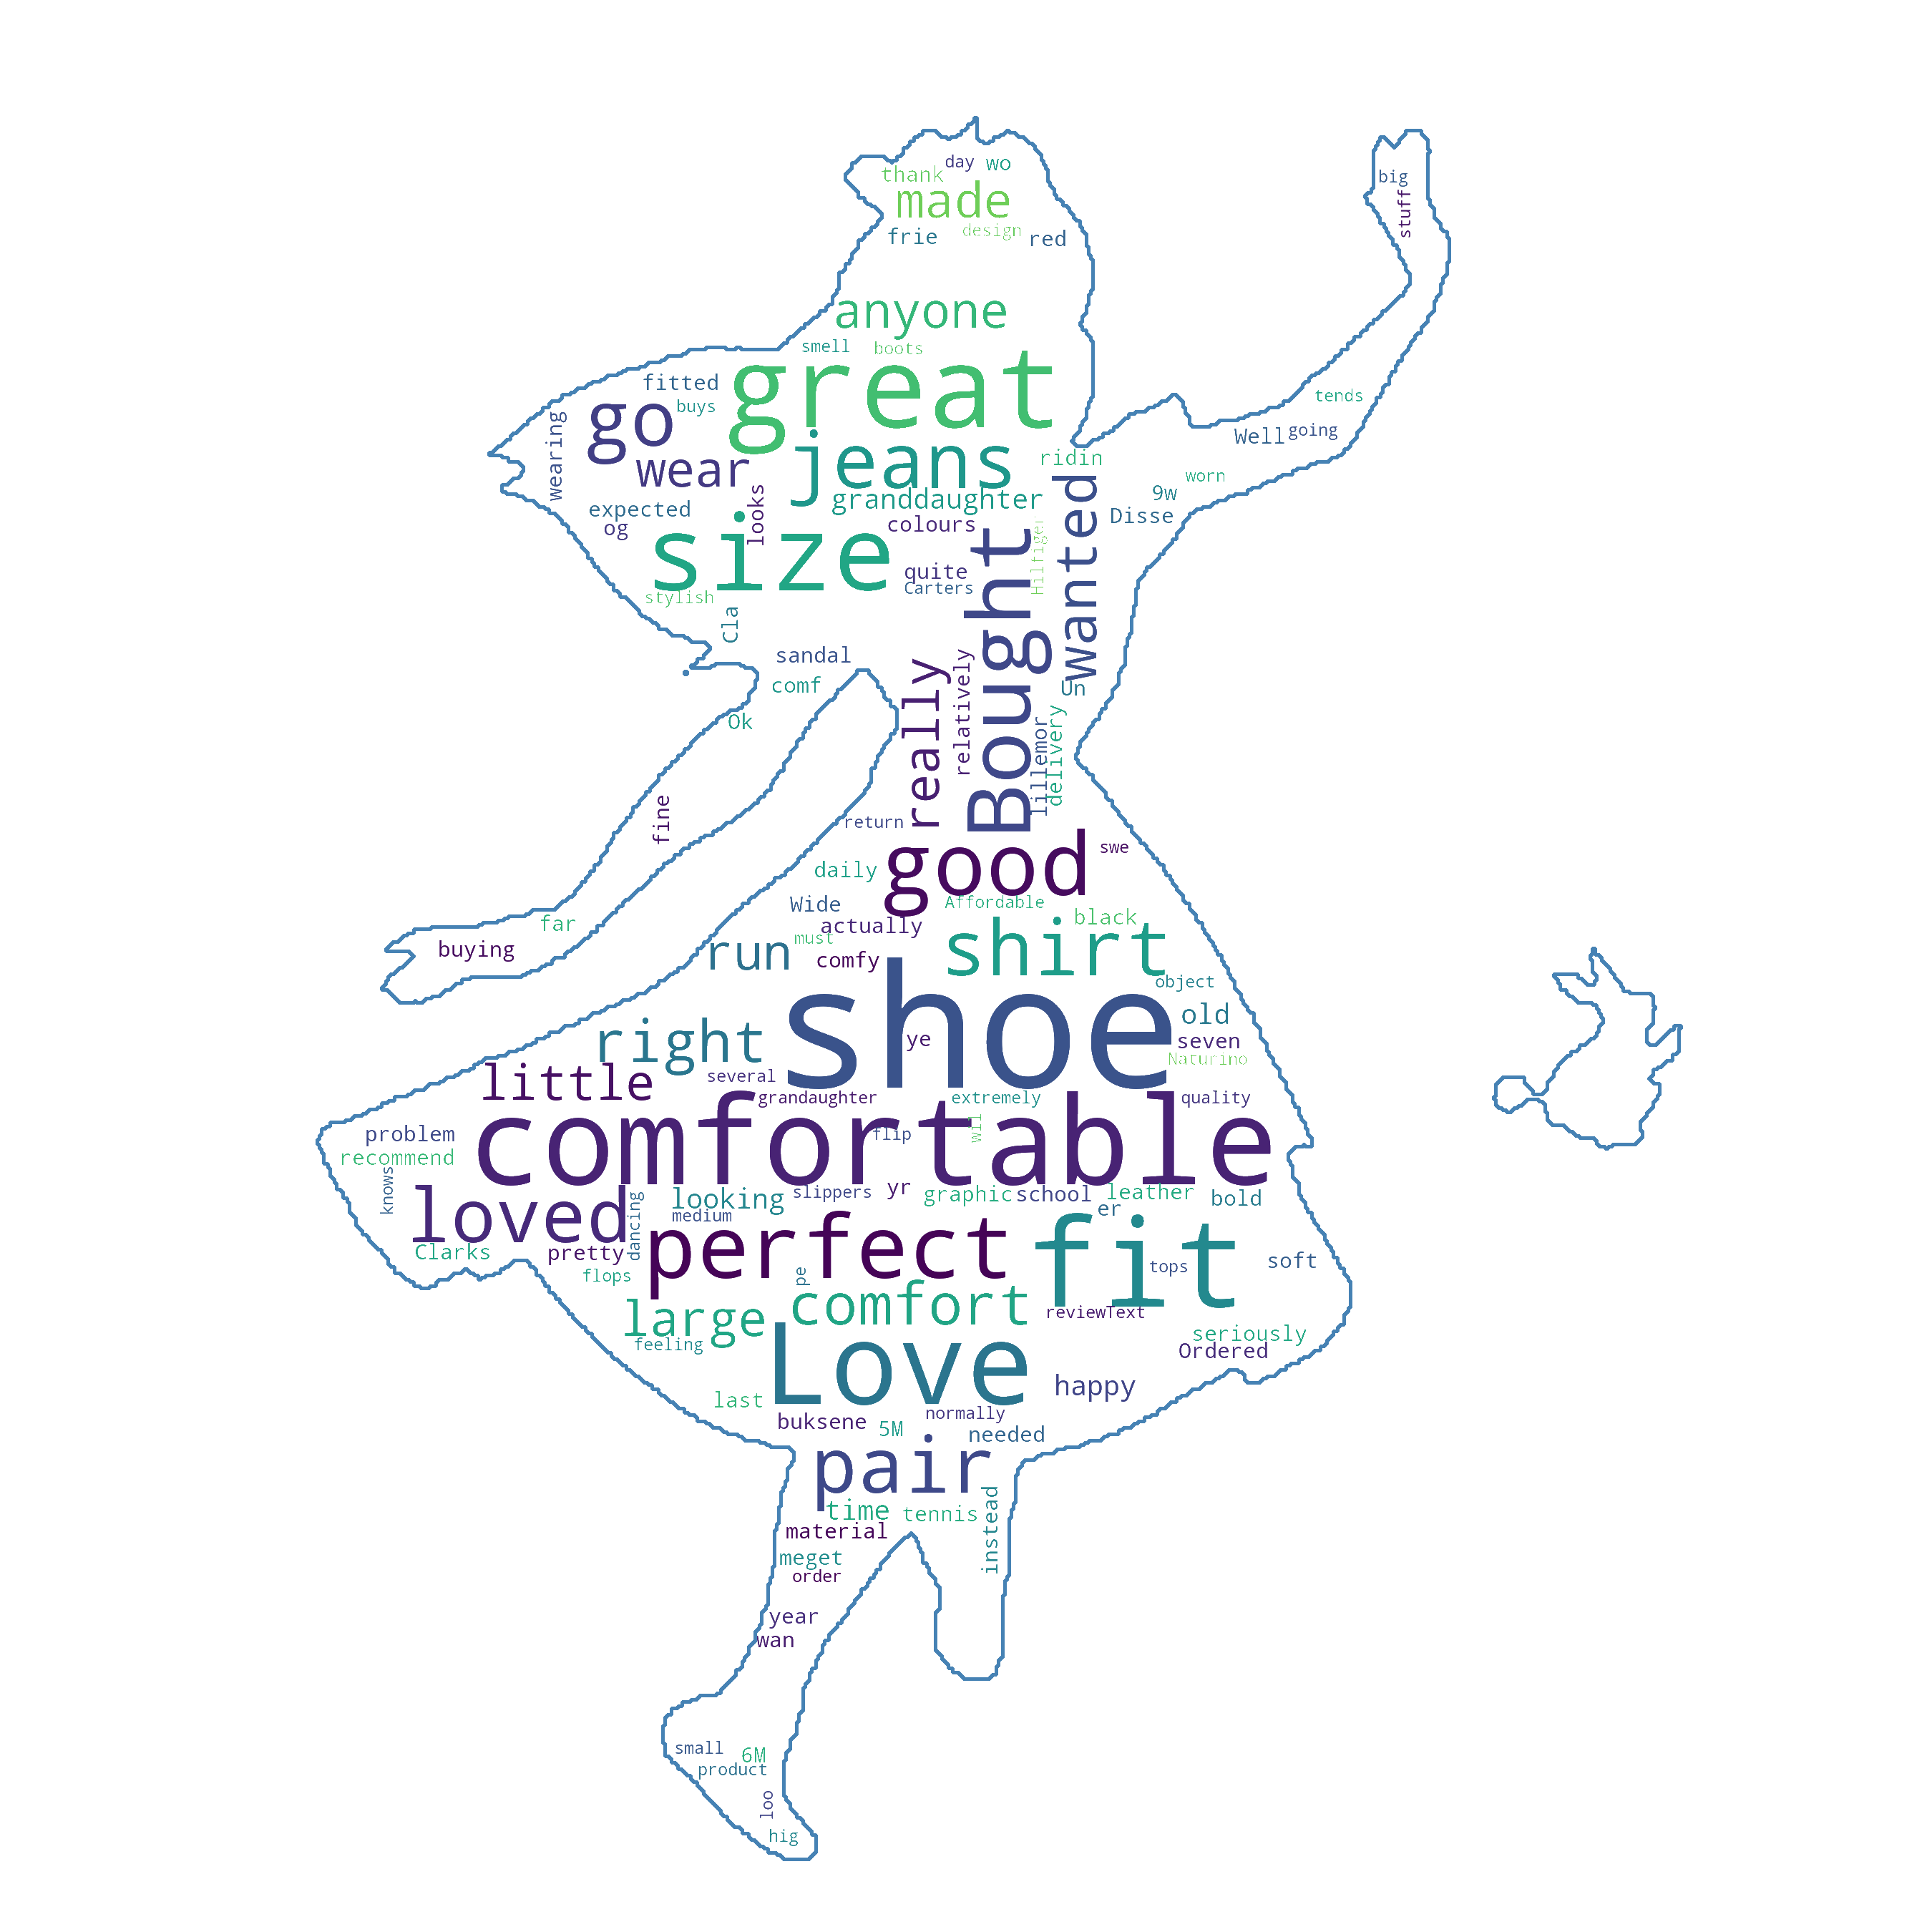 day
wo
big
thank
made
stuff
frie
design
red
anyone
smell
boots
great
fitted
go
buys
tends
wearing
Well
going
jeans
ridin
wear
worn
looks
granddaughter
wanted
9w
expected
Disse
og
colours
size
Bought
Hilfiger
quite
Carters
stylish
Cla
sandal
comf
really
relatively
Un
Ok
lillemor
delivery
fine
return
good
swe
daily
Wide
Affordable
far
actually
black
buying
run
must
comfy
shirt
shoe
object
old
right
ye
seven
Naturino
little
several
grandaughter
extremely
quality
comfortable
problem
flip
wil
recommend
knows
loved
looking
slippers
yr
graphic
school
leather
bold
medium
dancing
er
perfect
fit
Clarks
pretty
soft
flops
pe
tops
large
comfort
reviewText
feeling
seriously
Ordered
Love
happy
last
buksene
5M
normally
needed
pair
time
tennis
instead
material
meget
order
year
wan
small
6M
product
loo
hig